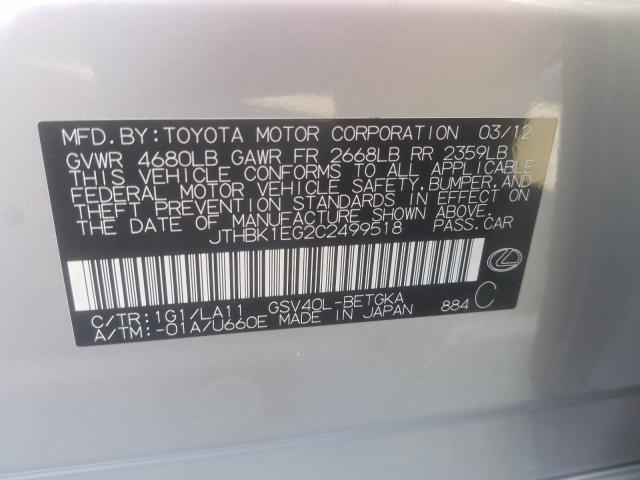 MFD.BY:TOYOTA MOTOR CORPORATION 03/12
GVWR 4680LB GAWR FR 2668LB RR 2359LB
THIS VEHICLE CONFORMS TO ALL APPLICABLE
FEDERAL MOTOR VEHICLE SAFETY,BUMPER,AND
THEFT PREVENTION STANDARDS IN EFFECT ON
THE DATE OF MANUFACTURE SHOWN ABOVE.
JTHBK1EG2C2499518 PASS.CAR
C/TR:1G1/LA11 GSV40L-BETGKA
A/TM:-01A/U660E MADE IN JAPAN 884 C